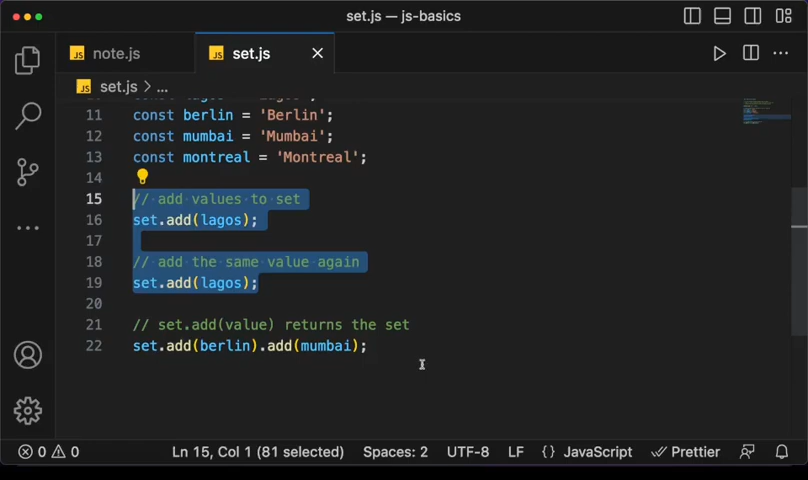 set.js — js-basics
JS note.js
JS set.js
JS set.js > ...
11 const berlin = 'Berlin';
12 const mumbai = 'Mumbai';
13 const montreal = 'Montreal';
14
15 // add values to set
16 set.add(lagos);
17
18 // add the same value again
19 set.add(lagos);
20
21 // set.add(value) returns the set
22 set.add(berlin).add(mumbai);
0 0 Ln 15, Col 1 (81 selected) Spaces: 2 UTF-8 LF {} JavaScript Prettier